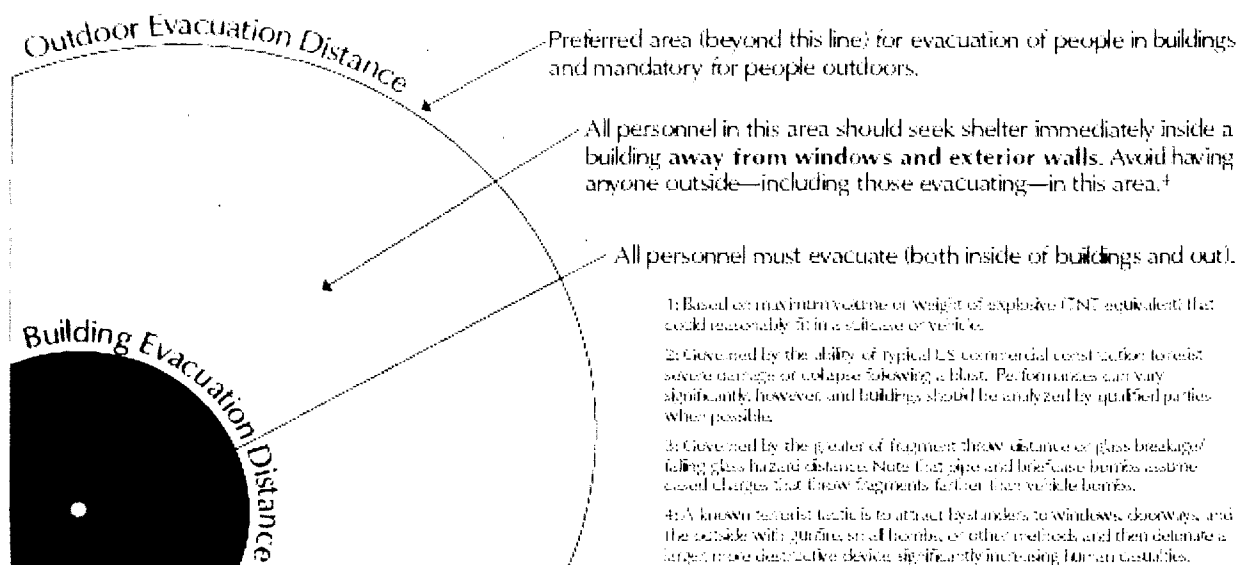 Outdoor Evacuation Distance
Preferred area (beyond this line) for evacuation of people in buildings
and mandatory for people outdoors.
All personnel in this area should seek shelter immediately inside a
building away from windows and exterior walls. Avoid having
anyone outside—including those evacuating—in this area.⁴
All personnel must evacuate (both inside of buildings and out).
Building Evacuation Distance
1: Based on maximum volume or weight of explosive (TNT equivalent) that
could reasonably fit in a suitcase or vehicle.
2: Governed by the ability of typical US commercial construction to resist
severe damage or collapse following a blast. Performances can vary
significantly, however, and buildings should be analyzed by qualified parties
when possible.
3: Governed by the greater of fragment throw distance or glass breakage/
falling glass hazard distance. Note that pipe and briefcase bombs assume
cased charges that throw fragments farther than vehicle bombs.
4: A known terrorist tactic is to attract bystanders to windows, doorways, and
the outside with gunfire, small bombs, or other methods and then detonate a
larger, more destructive device, significantly increasing human casualties.